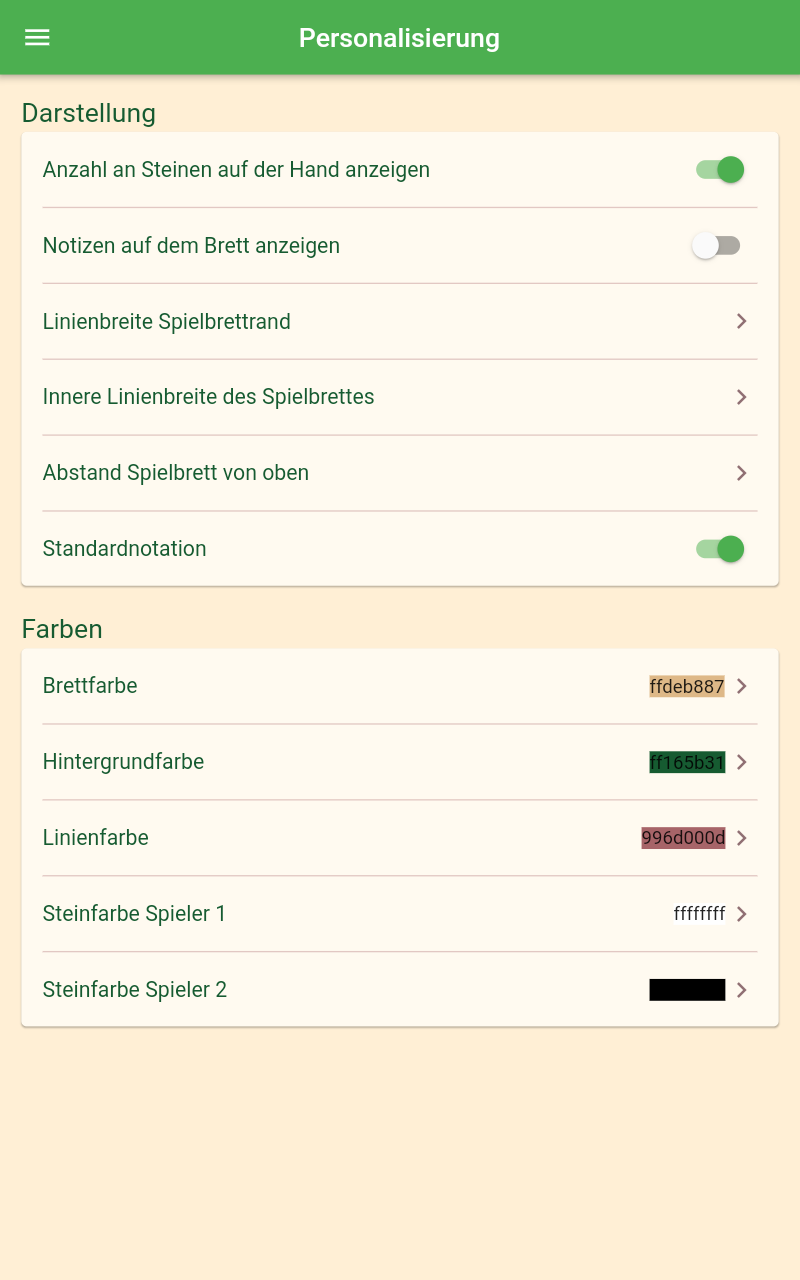 Personalisierung
Darstellung
Anzahl an Steinen auf der Hand anzeigen
Notizen auf dem Brett anzeigen
Linienbreite Spielbrettrand
Innere Linienbreite des Spielbrettes
Abstand Spielbrett von oben
Standardnotation
Farben
Brettfarbe ffdeb887
Hintergrundfarbe ff165b31
Linienfarbe 996d000d
Steinfarbe Spieler 1 ffffffff
Steinfarbe Spieler 2